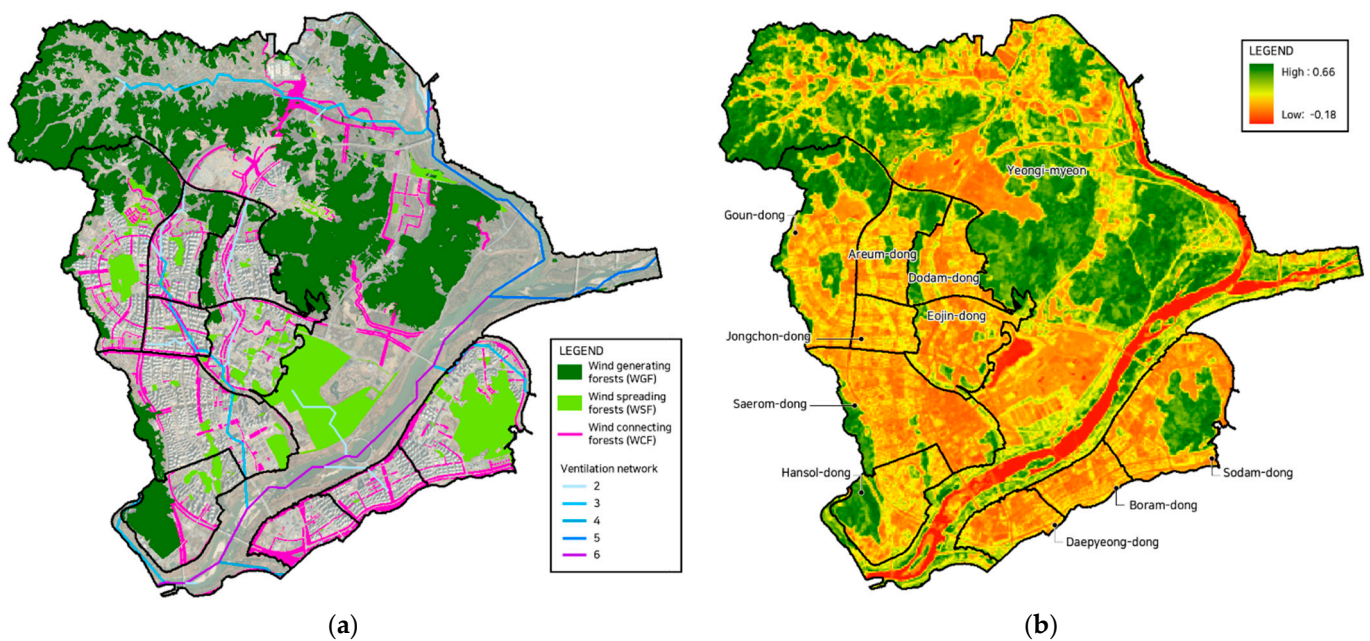 LEGEND
Wind generating
forests (WGF)
Wind spreading
forests (WSF)
Wind connecting
forests (WCF)
Ventilation network
2
3
4
5
6
(a)
LEGEND
High : 0.66
Low: -0.18
Yeongi-myeon
Goun-dong
Areum-dong
Dodam-dong
Eojin-dong
Jongchon-dong
Saerom-dong
Hansol-dong
Sodam-dong
Boram-dong
Daepyeong-dong
(b)